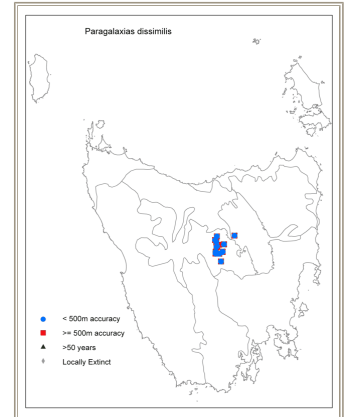 Paragalaxias dissimilis
< 500m accuracy
>= 500m accuracy
>50 years
Locally Extinct